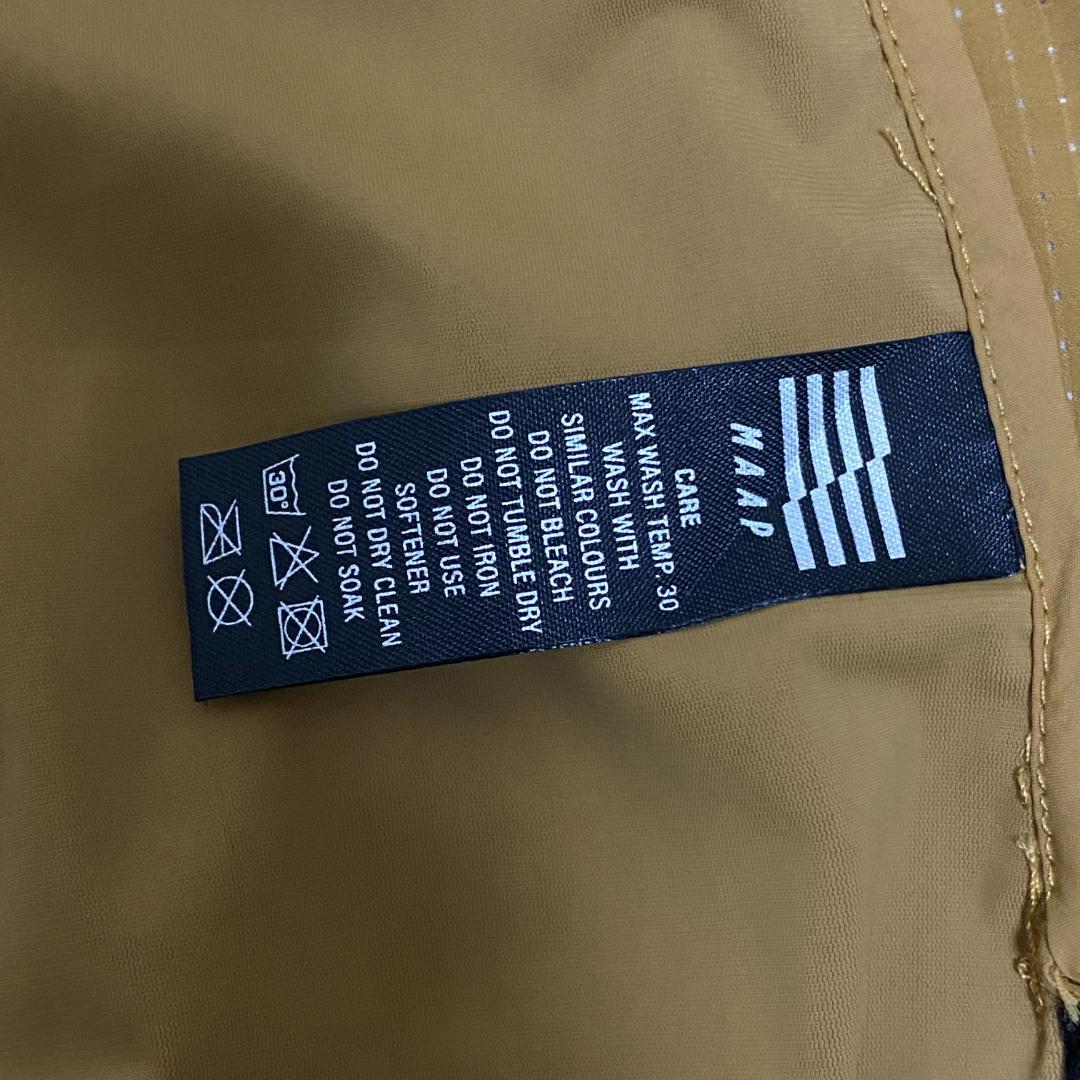 MAAP
CARE
MAX WASH TEMP. 30
WASH WITH
SIMILAR COLOURS
DO NOT BLEACH
DO NOT TUMBLE DRY
DO NOT IRON
DO NOT USE
SOFTENER
DO NOT DRY CLEAN
DO NOT SOAK
30°